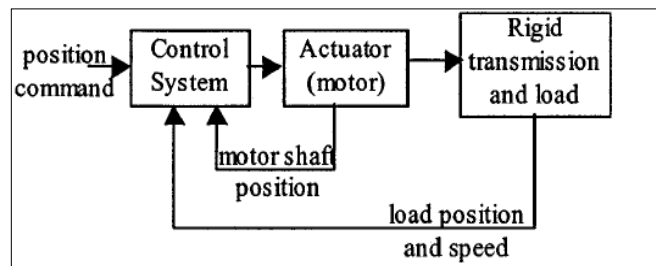 position
command
Control
System
Actuator
(motor)
Rigid
transmission
and load
motor shaft
position
load position
and speed